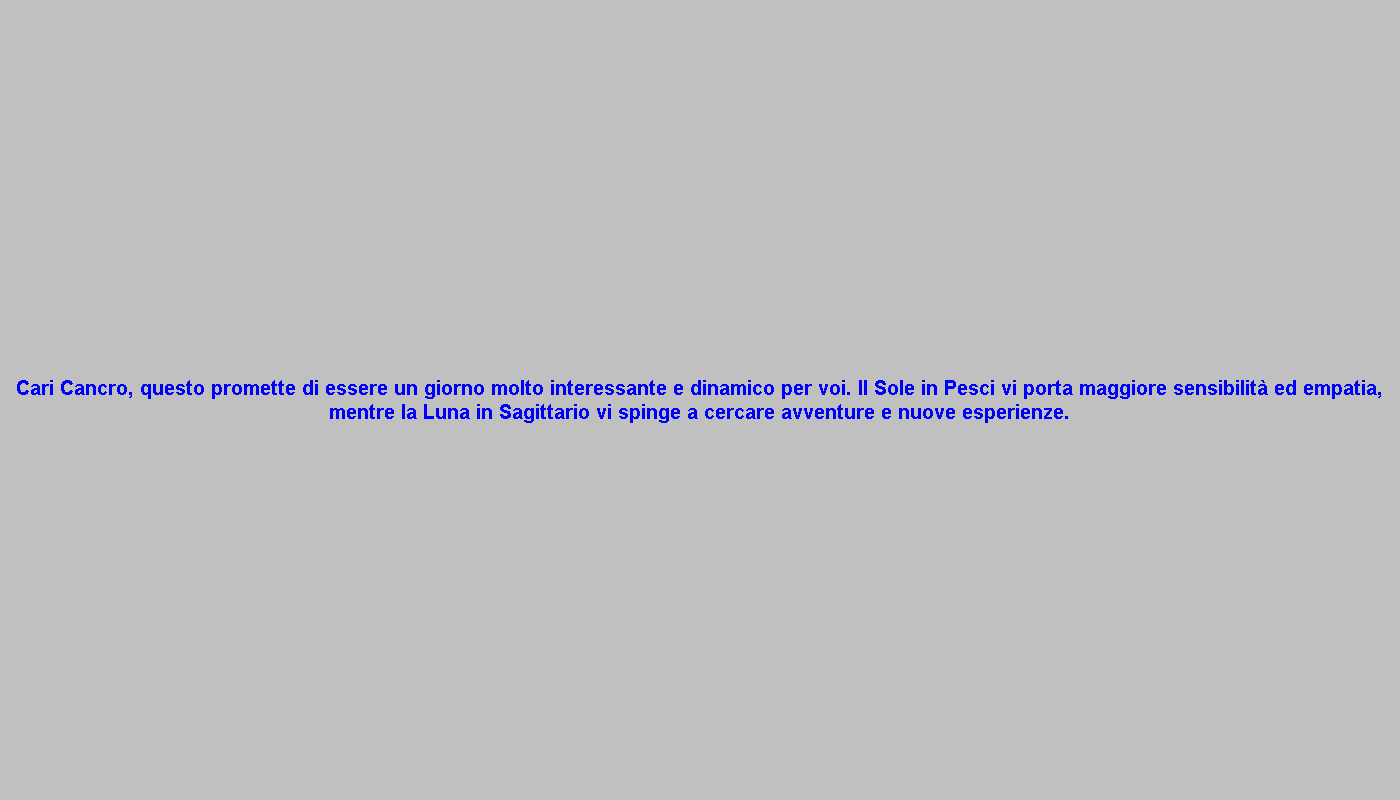 Cari Cancro, questo promette di essere un giorno molto interessante e dinamico per voi. Il Sole in Pesci vi porta maggiore sensibilità ed empatia,
mentre la Luna in Sagittario vi spinge a cercare avventure e nuove esperienze.